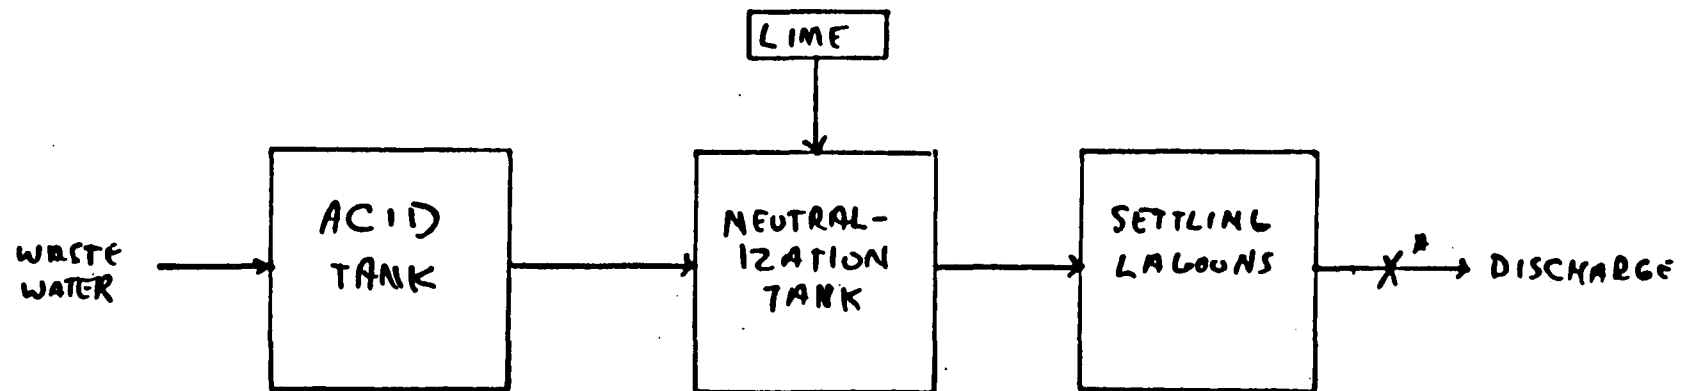 LIME
WASTE
WATER
ACID
TANK
NEUTRAL-
IZATION
TANK
SETTLING
LAGOONS
X
DISCHARGE